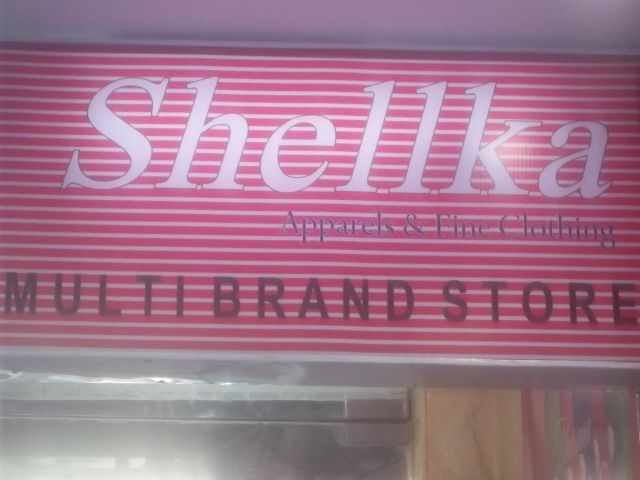 Shellka
Apparels & Fine Clothing
MULTI BRAND STORE